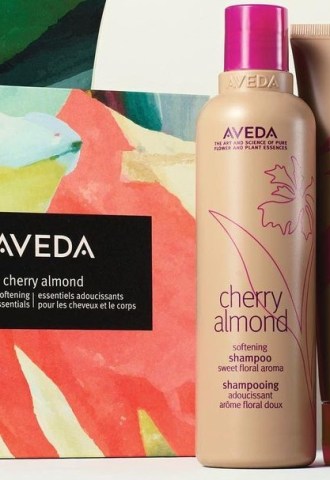 AVEDA
cherry almond
softening | essentiels adoucissants
essentials | pour les cheveux et le corps
AVEDA
AVEDA
THE ART AND SCIENCE OF PURE
FLOWER AND PLANT ESSENCES
cherry
almond
softening
shampoo
sweet floral aroma
shampooing
adoucissant
arôme floral doux